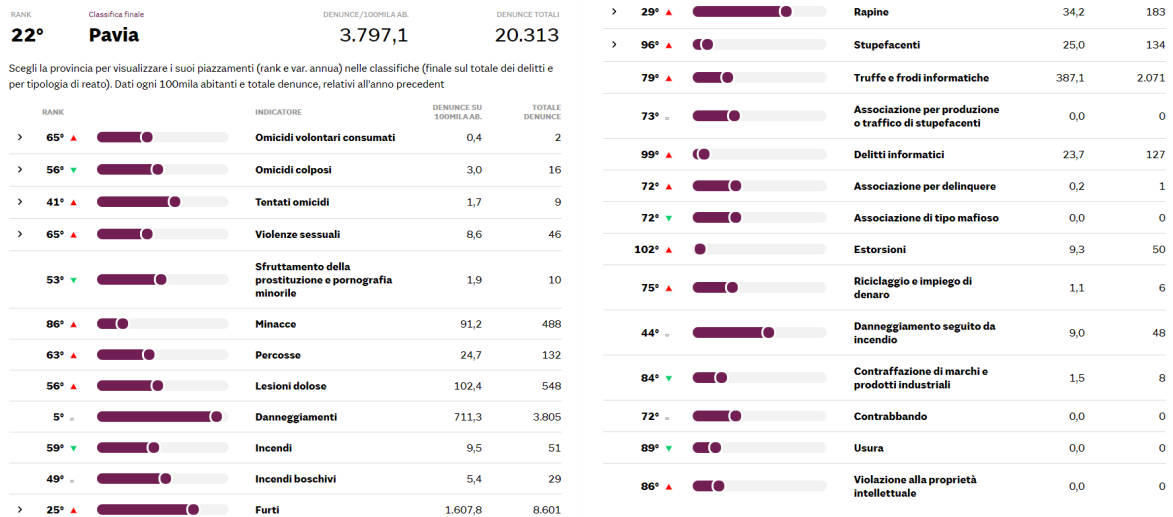 RANK Classifica finale DENUNCE/100MILA AB. DENUNCE TOTALI
22° Pavia 3.797,1 20.313
Scegli la provincia per visualizzare i suoi piazzamenti (rank e var. annua) nelle classifiche (finale sul totale dei delitti e
per tipologia di reato). Dati ogni 100mila abitanti e totale denunce, relativi all'anno precedent
RANK INDICATORE DENUNCE SU
100MILA AB. TOTALE
DENUNCE
65° Omicidi volontari consumati 0,4 2
56° Omicidi colposi 3,0 16
41° Tentati omicidi 1,7 9
65° Violenze sessuali 8,6 46
53° Sfruttamento della
prostituzione e pornografia
minorile 1,9 10
86° Minacce 91,2 488
63° Percosse 24,7 132
56° Lesioni dolose 102,4 548
5° = Danneggiamenti 711,3 3.805
59° Incendi 9,5 51
49° = Incendi boschivi 5,4 29
25° Furti 1.607,8 8.601
29° Rapine 34,2 183
96° Stupefacenti 25,0 134
79° Truffe e frodi informatiche 387,1 2.071
73° = Associazione per produzione
o traffico di stupefacenti 0,0 0
99° Delitti informatici 23,7 127
72° Associazione per delinquere 0,2 1
72° Associazione di tipo mafioso 0,0 0
102° Estorsioni 9,3 50
75° Riciclaggio e impiego di
denaro 1,1 6
44° = Danneggiamento seguito da
incendio 9,0 48
84° Contraffazione di marchi e
prodotti industriali 1,5 8
72° = Contrabbando 0,0 0
89° Usura 0,0 0
86° Violazione alla proprietà
intellettuale 0,0 0